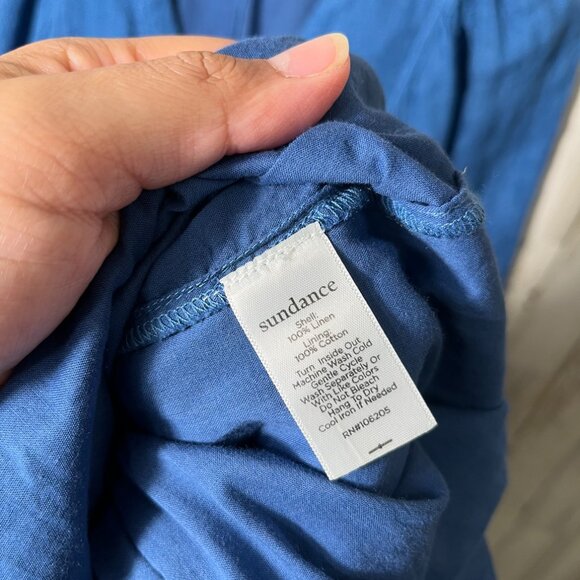 sundance
Shell:
100% Linen
Lining:
100% Cotton
Turn Inside Out
Machine Wash Cold
Gentle Cycle
Wash Separately Or
With Like Colors
Do Not Bleach
Hang To Dry
Cool Iron If Needed
RN#106205